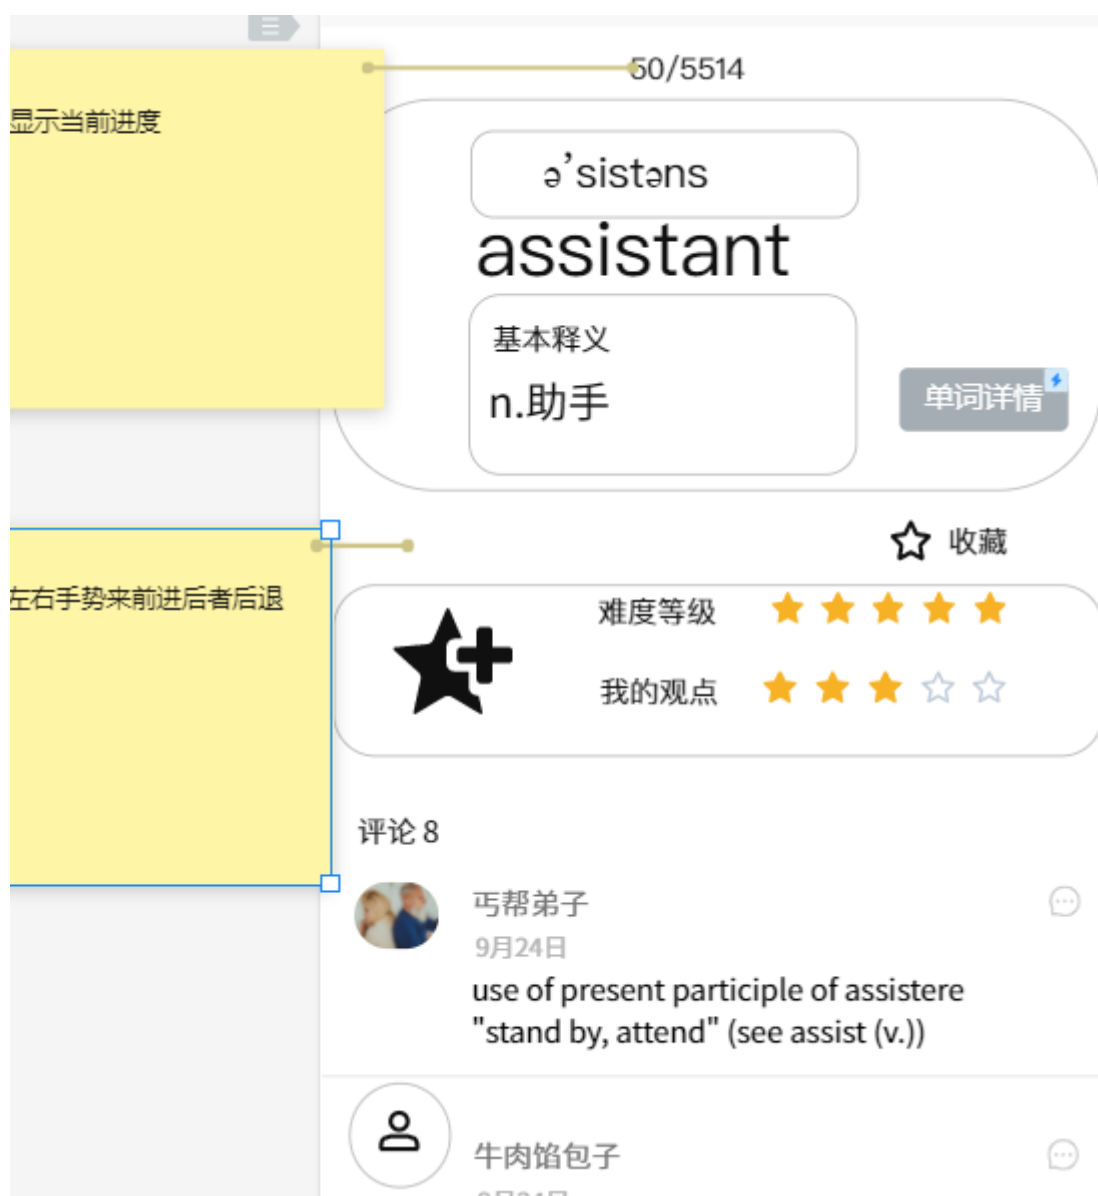 50/5514
显示当前进度
ə’sistəns
assistant
基本释义
n.助手
单词详情
收藏
左右手势来前进后者后退
难度等级
我的观点
评论 8
丐帮弟子
9月24日
use of present participle of assistere
"stand by, attend" (see assist (v.))
牛肉馅包子